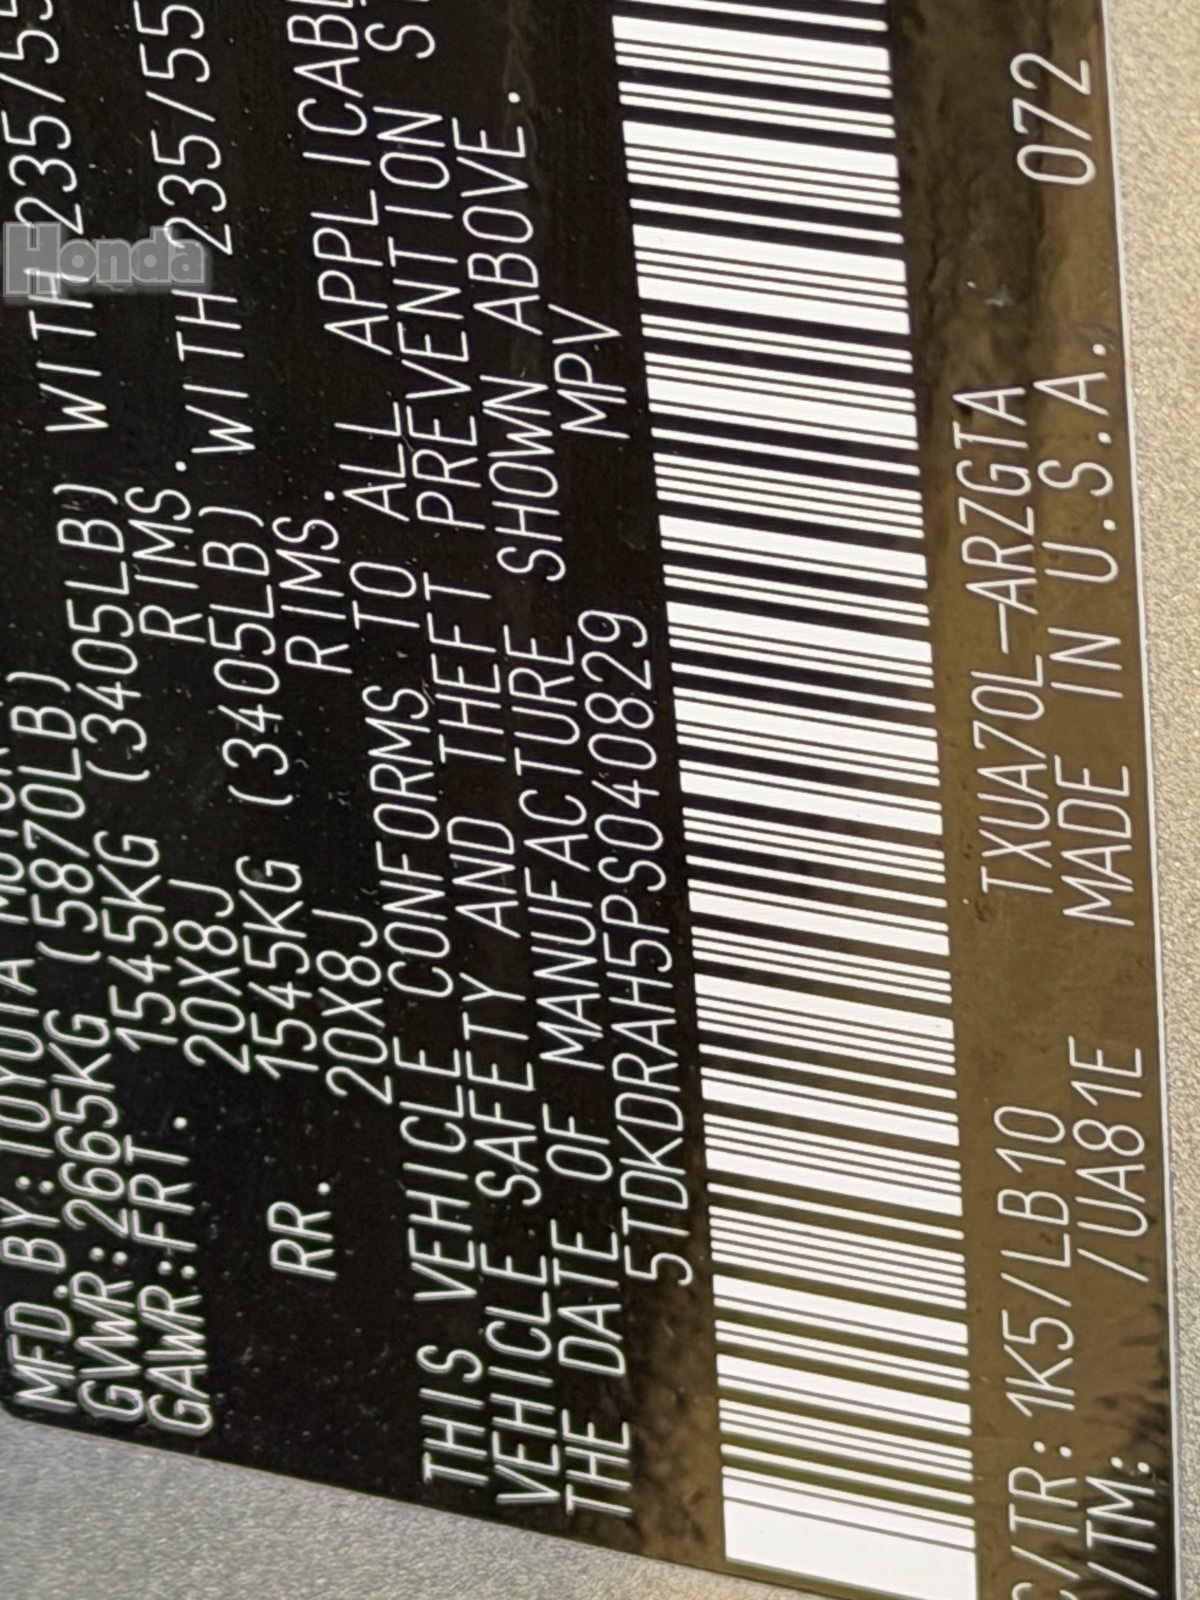 MFD.BY: TOYOTA
GVWR:2665KG (5870LB)
GAWR:FRT. 1545KG (3405LB) WITH 235/55
20X8J RIMS.
RR. 1545KG (3405LB) WITH 235/55
20X8J RIMS.
THIS VEHICLE CONFORMS TO ALL
VEHICLE SAFETY AND THEFT PREVENTION
THE DATE OF MANUFACTURE SHOWN ABOVE.
5TDKDRAH5PS040829 MPV
C/TR: 1K5/LB10 TXUA70L-ARZGTA 072
/TM: /UA81E MADE IN U.S.A.
Honda